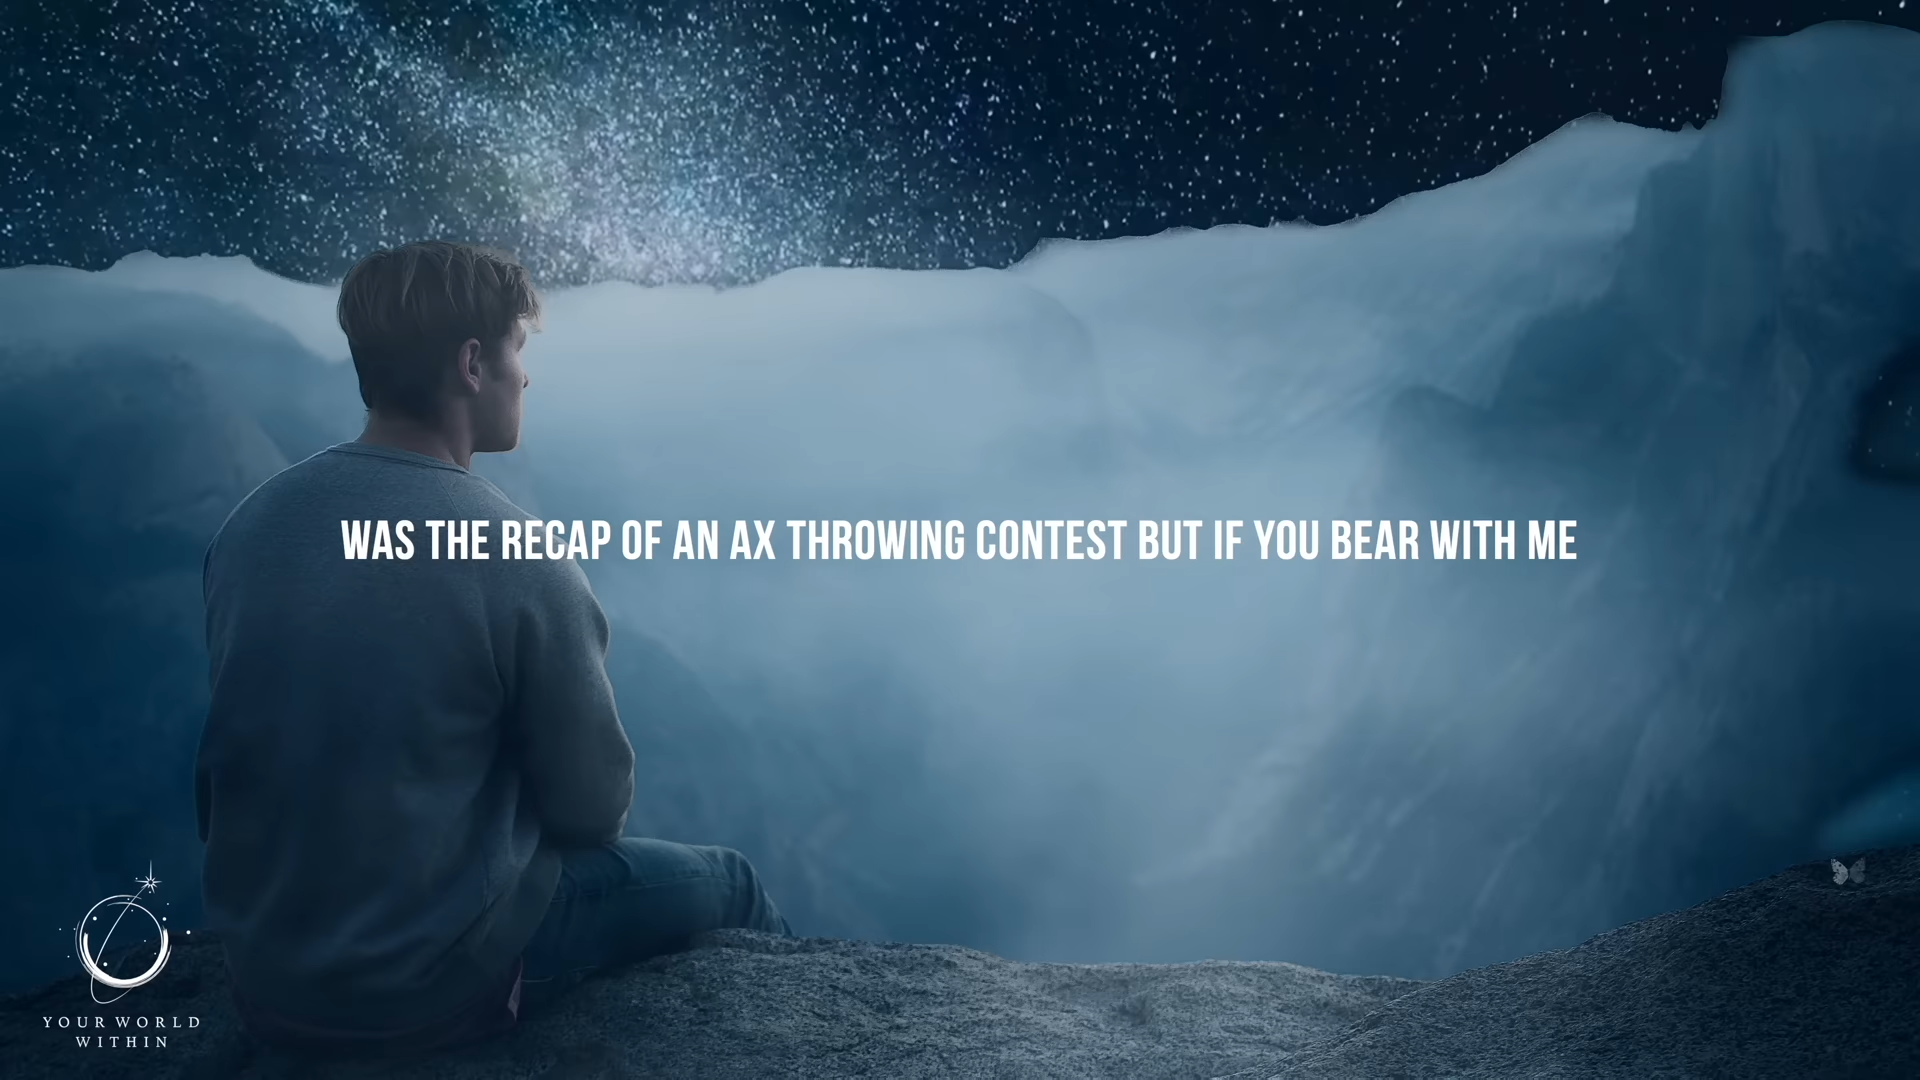 WAS THE RECAP OF AN AX THROWING CONTEST BUT IF YOU BEAR WITH ME
YOUR WORLD
WITHIN